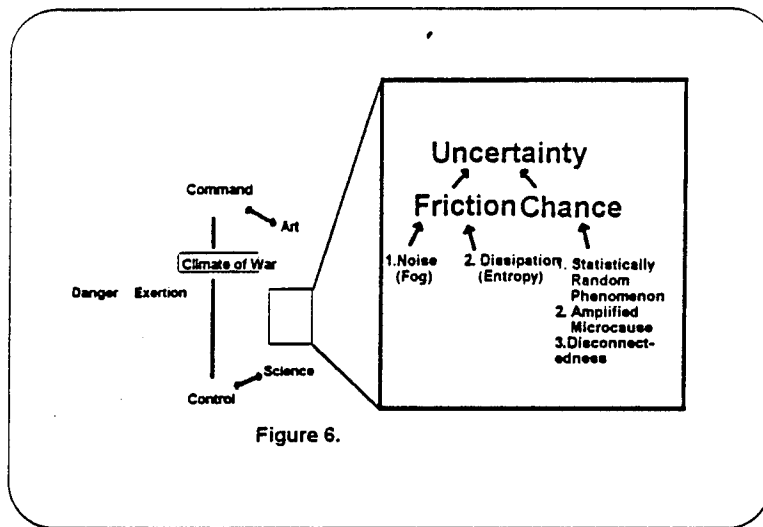 Command
Art
Climate of War
Danger Exertion
Science
Control
Uncertainty
Friction Chance
1.Noise
(Fog)
2. Dissipation
(Entropy)
1. Statistically
Random
Phenomenon
2. Amplified
Microcause
3.Disconnect-
edness
Figure 6.